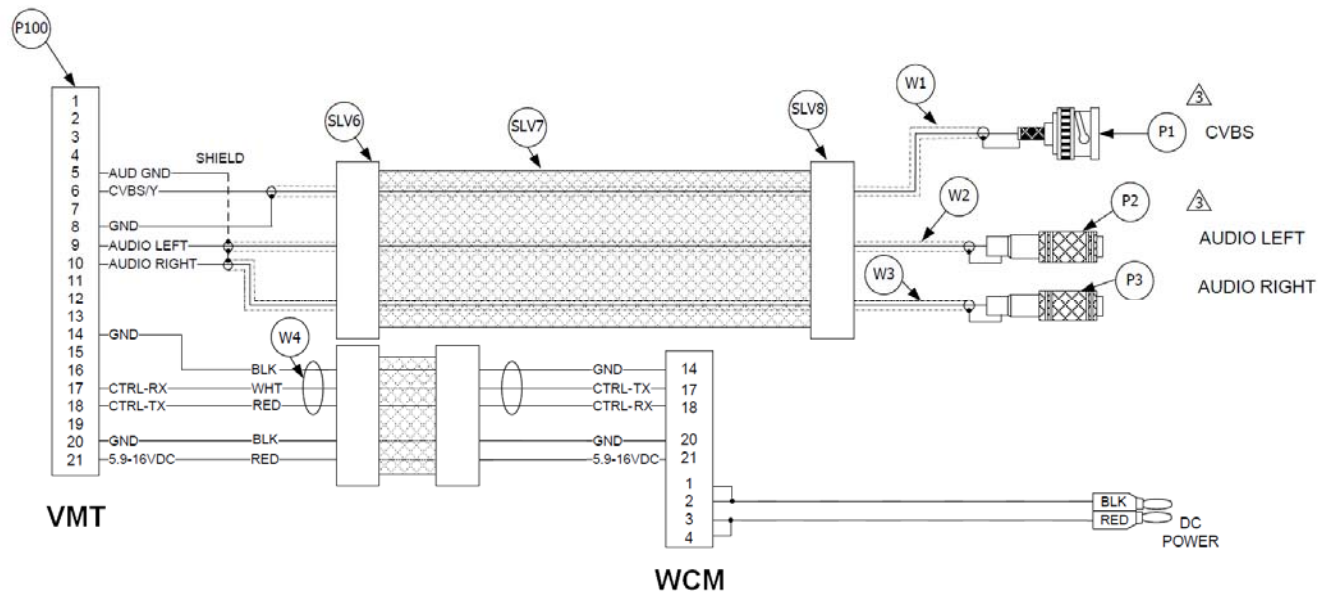 P100
1
2
3
4
5 AUD GND
SHIELD
6 CVBS/Y
7
8 GND
9 AUDIO LEFT
10 AUDIO RIGHT
11
12
13
14 GND
15
16 BLK
17 CTRL-RX WHT
18 CTRL-TX RED
19
20 GND BLK
21 5.9-16VDC RED
VMT
SLV6
SLV7
SLV8
W1
P1
3
CVBS
W2
P2
3
AUDIO LEFT
W3
P3
AUDIO RIGHT
W4
GND 14
CTRL-TX 17
CTRL-RX 18
GND 20
5.9-16VDC 21
1
2
3
4
BLK
RED
DC
POWER
WCM